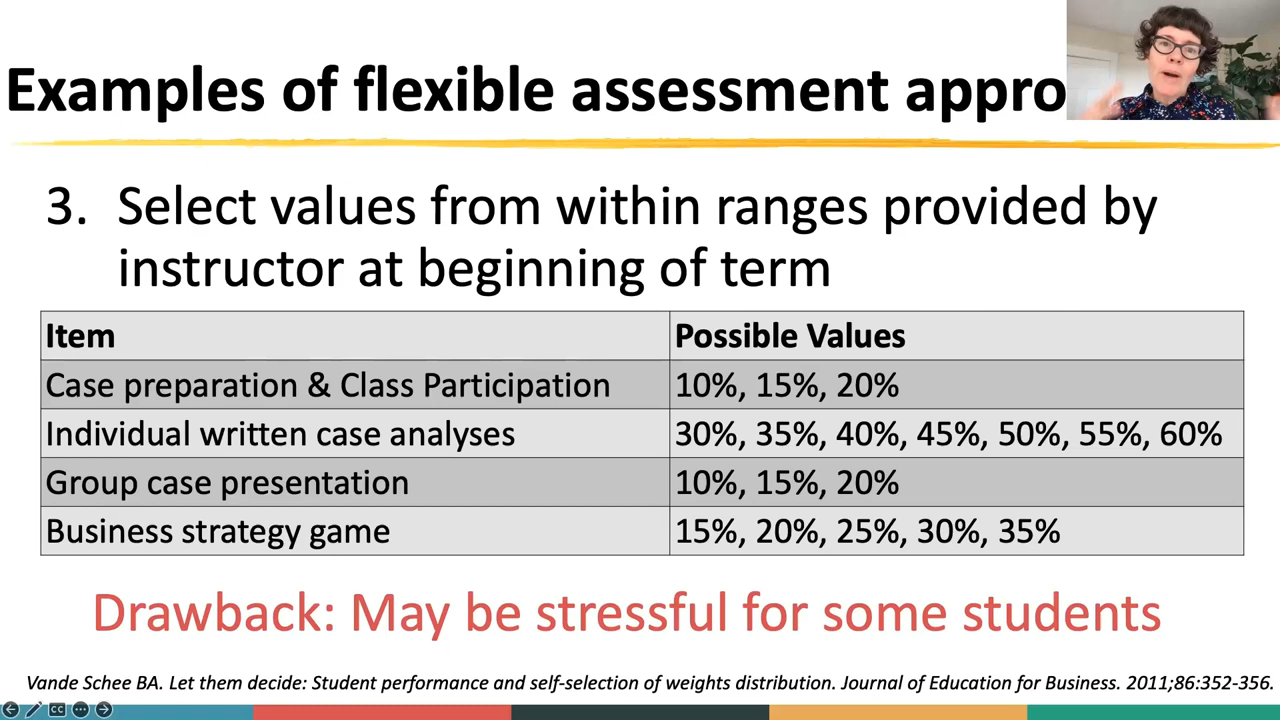 Examples of flexible assessment appro
3. Select values from within ranges provided by
instructor at beginning of term
Item Possible Values
Case preparation & Class Participation 10%, 15%, 20%
Individual written case analyses 30%, 35%, 40%, 45%, 50%, 55%, 60%
Group case presentation 10%, 15%, 20%
Business strategy game 15%, 20%, 25%, 30%, 35%
Drawback: May be stressful for some students
Vande Schee BA. Let them decide: Student performance and self-selection of weights distribution. Journal of Education for Business. 2011;86:352-356.
CC